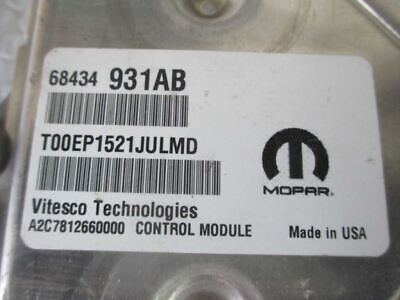 68434 931AB
T00EP1521JULMD
MOPAR
Vitesco Technologies
A2C7812660000 CONTROL MODULE Made in USA